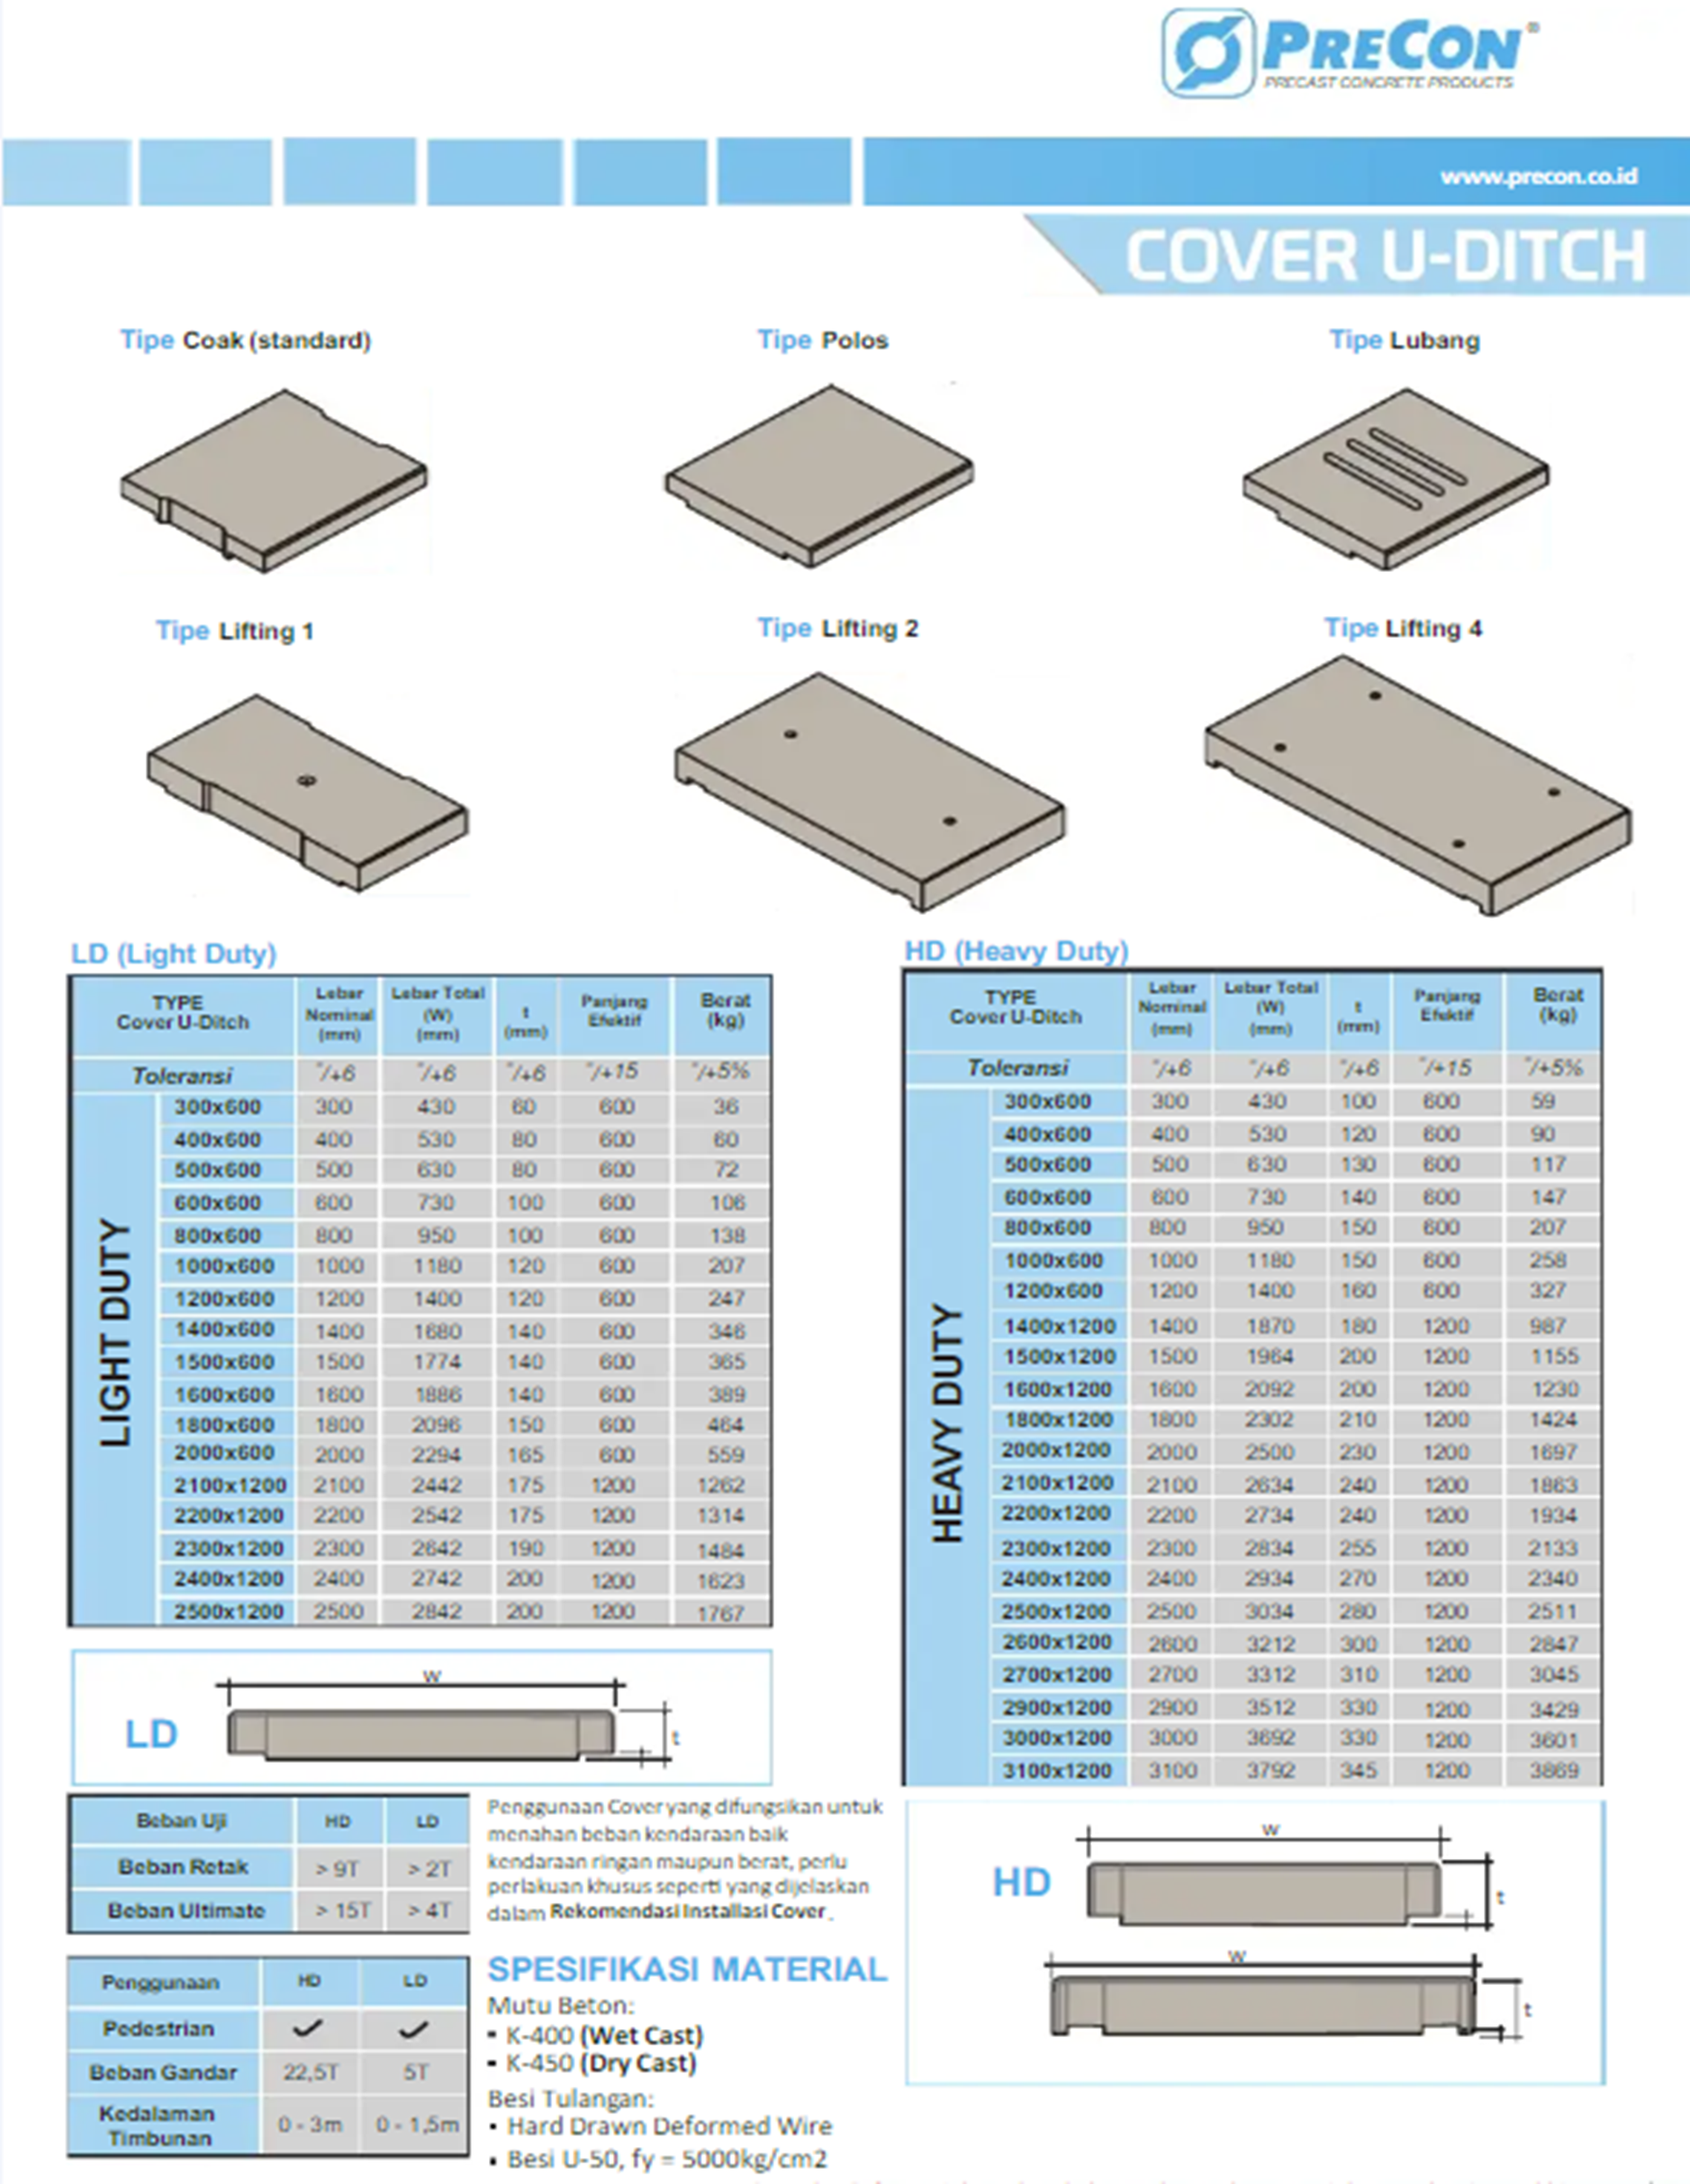 PRECON®
PRECAST CONCRETE PRODUCTS
www.precon.co.id
COVER U-DITCH
Tipe Coak (standard)
Tipe Polos
Tipe Lubang
Tipe Lifting 1
Tipe Lifting 2
Tipe Lifting 4
LD (Light Duty)
TYPE Cover U-Ditch | Lebar Nominal (mm) | Lebar Total (W) (mm) | t (mm) | Panjang Efektif | Berat (kg)
Toleransi | -/+6 | -/+6 | -/+6 | -/+15 | -/+5%
LIGHT DUTY
300x600 300 430 60 600 36
400x600 400 530 80 600 60
500x600 500 630 80 600 72
600x600 600 730 100 600 106
800x600 800 950 100 600 138
1000x600 1000 1180 120 600 207
1200x600 1200 1400 120 600 247
1400x600 1400 1680 140 600 346
1500x600 1500 1774 140 600 365
1600x600 1600 1886 140 600 389
1800x600 1800 2096 150 600 464
2000x600 2000 2294 165 600 559
2100x1200 2100 2442 175 1200 1262
2200x1200 2200 2542 175 1200 1314
2300x1200 2300 2642 190 1200 1484
2400x1200 2400 2742 200 1200 1623
2500x1200 2500 2842 200 1200 1767
HD (Heavy Duty)
TYPE Cover U-Ditch | Lebar Nominal (mm) | Lebar Total (W) (mm) | t (mm) | Panjang Efektif | Berat (kg)
Toleransi | -/+6 | -/+6 | -/+6 | -/+15 | -/+5%
HEAVY DUTY
300x600 300 430 100 600 59
400x600 400 530 120 600 90
500x600 500 630 130 600 117
600x600 600 730 140 600 147
800x600 800 950 150 600 207
1000x600 1000 1180 150 600 258
1200x600 1200 1400 160 600 327
1400x1200 1400 1870 180 1200 987
1500x1200 1500 1964 200 1200 1155
1600x1200 1600 2092 200 1200 1230
1800x1200 1800 2302 210 1200 1424
2000x1200 2000 2500 230 1200 1697
2100x1200 2100 2634 240 1200 1863
2200x1200 2200 2734 240 1200 1934
2300x1200 2300 2834 255 1200 2133
2400x1200 2400 2934 270 1200 2340
2500x1200 2500 3034 280 1200 2511
2600x1200 2600 3212 300 1200 2847
2700x1200 2700 3312 310 1200 3045
2900x1200 2900 3512 330 1200 3429
3000x1200 3000 3692 330 1200 3601
3100x1200 3100 3792 345 1200 3869
W
LD
t
Beban Uji HD LD
Beban Retak > 9T > 2T
Beban Ultimate > 15T > 4T
Penggunaan Cover yang difungsikan untuk
menahan beban kendaraan baik
kendaraan ringan maupun berat, perlu
perlakuan khusus seperti yang dijelaskan
dalam Rekomendasi Installasi Cover.
Penggunaan HD LD
Pedestrian ✓ ✓
Beban Gandar 22,5T 5T
Kedalaman Timbunan 0 - 3m 0 - 1,5m
SPESIFIKASI MATERIAL
Mutu Beton:
▪ K-400 (Wet Cast)
▪ K-450 (Dry Cast)
Besi Tulangan:
▪ Hard Drawn Deformed Wire
▪ Besi U-50, fy = 5000kg/cm2
W
HD
t
W
t